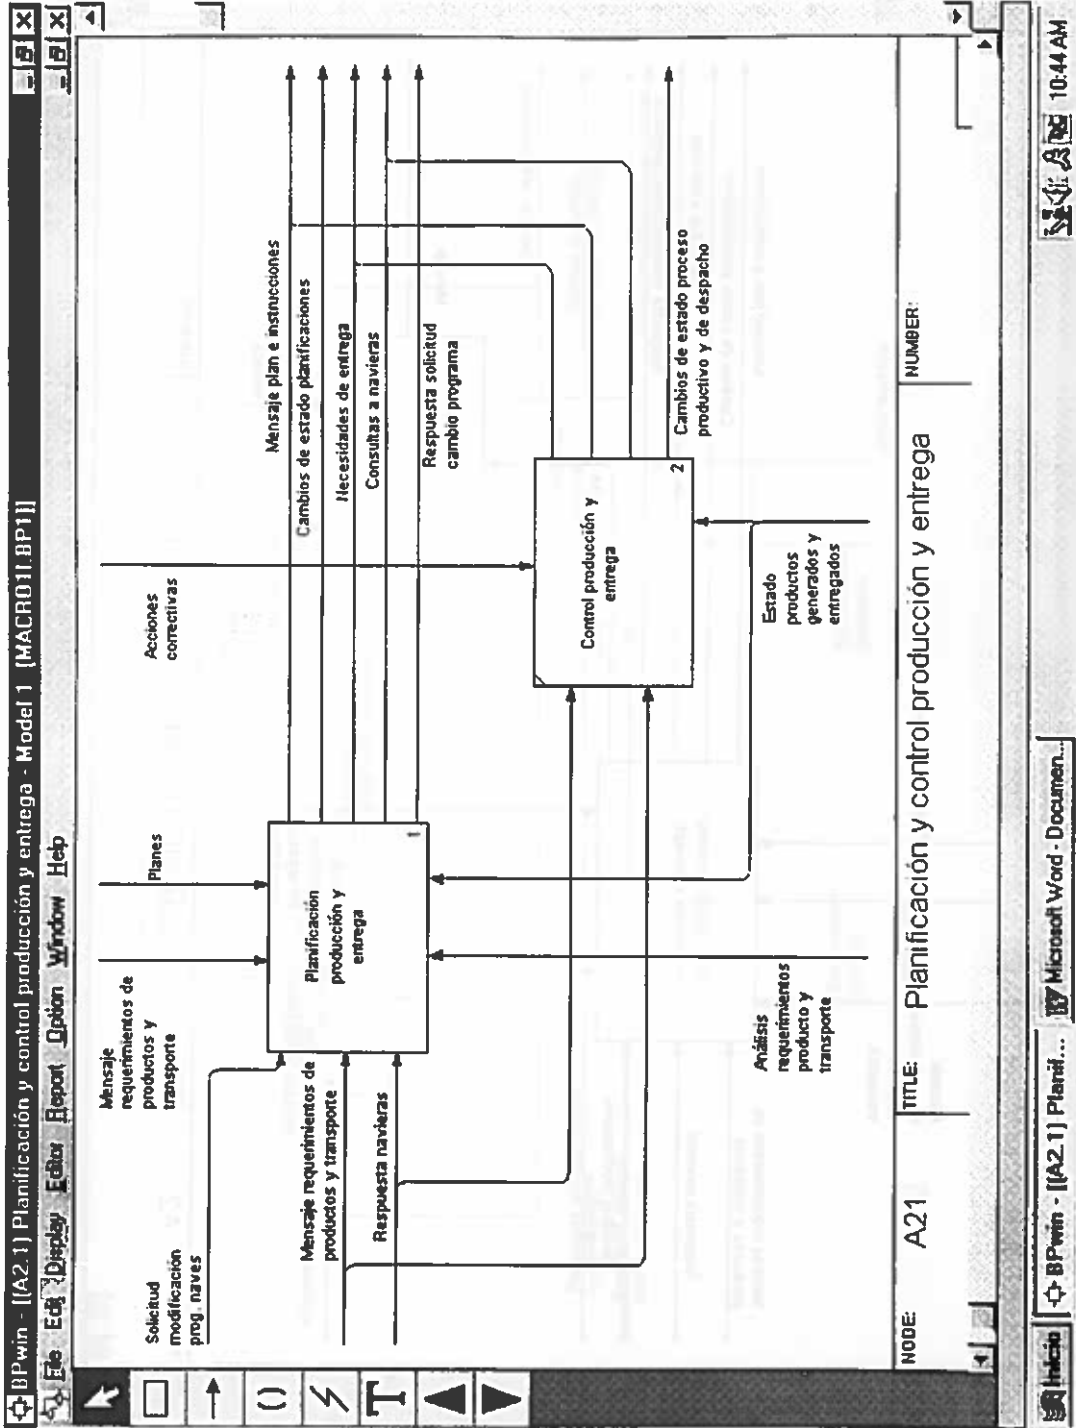 BPwin - [(A2.1) Planificación y control producción y entrega - Model 1 [MACRO1I.BP1]]
File Edit Display Editor Report Option Window Help
Solicitud
modificación
prog. naves
Mensaje
requerimientos de
productos y
transporte
Planes
Acciones
correctivas
Mensaje requerimientos de
productos y transporte
Respuesta navieras
Planificación
producción y
entrega
1
Mensaje plan e instrucciones
Cambios de estado planificaciones
Necesidades de entrega
Consultas a navieras
Respuesta solicitud
cambio programa
Control producción y
entrega
2
Cambios de estado proceso
productivo y de despacho
Análisis
requerimientos
producto y
transporte
Estado
productos
generados y
entregados
NODE: A21
TITLE: Planificación y control producción y entrega
NUMBER:
Inicio
BPwin - [(A2.1) Planif...
Microsoft Word - Documen...
10:44 AM